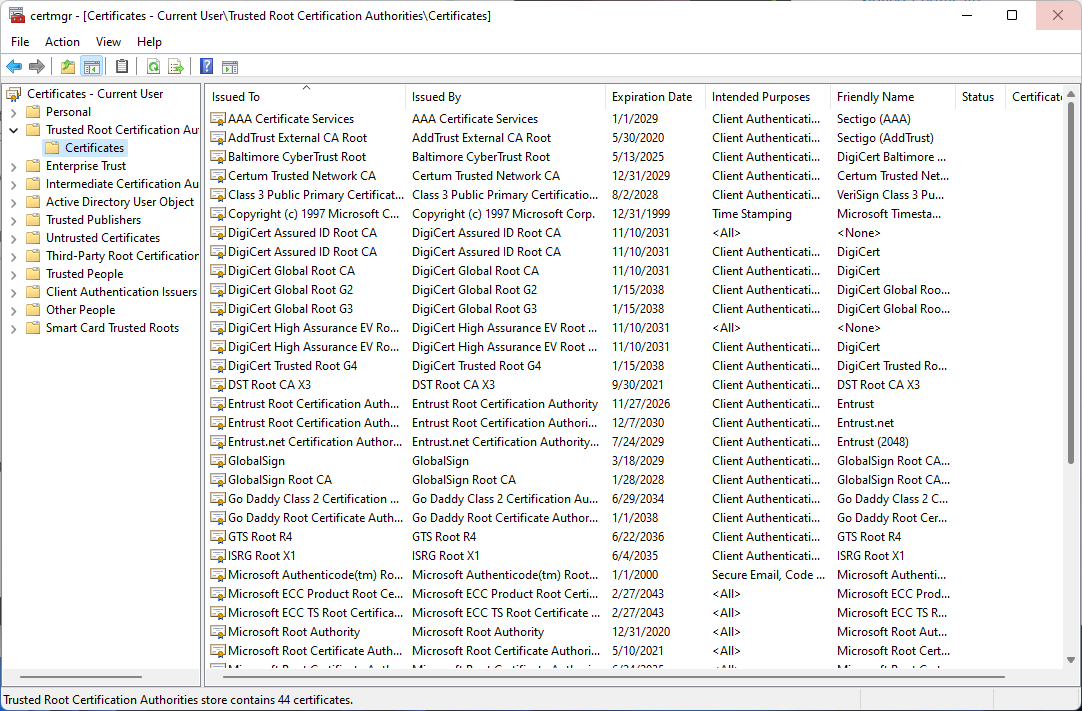 certmgr - [Certificates - Current User\Trusted Root Certification Authorities\Certificates]
File Action View Help
Certificates - Current User
Personal
Trusted Root Certification Au
Certificates
Enterprise Trust
Intermediate Certification Au
Active Directory User Object
Trusted Publishers
Untrusted Certificates
Third-Party Root Certification
Trusted People
Client Authentication Issuers
Other People
Smart Card Trusted Roots
Issued To Issued By Expiration Date Intended Purposes Friendly Name Status Certificate
AAA Certificate Services AAA Certificate Services 1/1/2029 Client Authenticati... Sectigo (AAA)
AddTrust External CA Root AddTrust External CA Root 5/30/2020 Client Authenticati... Sectigo (AddTrust)
Baltimore CyberTrust Root Baltimore CyberTrust Root 5/13/2025 Client Authenticati... DigiCert Baltimore ...
Certum Trusted Network CA Certum Trusted Network CA 12/31/2029 Client Authenticati... Certum Trusted Net...
Class 3 Public Primary Certificat... Class 3 Public Primary Certificatio... 8/2/2028 Client Authenticati... VeriSign Class 3 Pu...
Copyright (c) 1997 Microsoft C... Copyright (c) 1997 Microsoft Corp. 12/31/1999 Time Stamping Microsoft Timesta...
DigiCert Assured ID Root CA DigiCert Assured ID Root CA 11/10/2031 <All> <None>
DigiCert Assured ID Root CA DigiCert Assured ID Root CA 11/10/2031 Client Authenticati... DigiCert
DigiCert Global Root CA DigiCert Global Root CA 11/10/2031 Client Authenticati... DigiCert
DigiCert Global Root G2 DigiCert Global Root G2 1/15/2038 Client Authenticati... DigiCert Global Roo...
DigiCert Global Root G3 DigiCert Global Root G3 1/15/2038 Client Authenticati... DigiCert Global Roo...
DigiCert High Assurance EV Ro... DigiCert High Assurance EV Root ... 11/10/2031 <All> <None>
DigiCert High Assurance EV Ro... DigiCert High Assurance EV Root ... 11/10/2031 Client Authenticati... DigiCert
DigiCert Trusted Root G4 DigiCert Trusted Root G4 1/15/2038 Client Authenticati... DigiCert Trusted Ro...
DST Root CA X3 DST Root CA X3 9/30/2021 Client Authenticati... DST Root CA X3
Entrust Root Certification Auth... Entrust Root Certification Authority 11/27/2026 Client Authenticati... Entrust
Entrust Root Certification Auth... Entrust Root Certification Authori... 12/7/2030 Client Authenticati... Entrust.net
Entrust.net Certification Author... Entrust.net Certification Authority... 7/24/2029 Client Authenticati... Entrust (2048)
GlobalSign GlobalSign 3/18/2029 Client Authenticati... GlobalSign Root CA...
GlobalSign Root CA GlobalSign Root CA 1/28/2028 Client Authenticati... GlobalSign Root CA...
Go Daddy Class 2 Certification ... Go Daddy Class 2 Certification Au... 6/29/2034 Client Authenticati... Go Daddy Class 2 C...
Go Daddy Root Certificate Auth... Go Daddy Root Certificate Author... 1/1/2038 Client Authenticati... Go Daddy Root Cer...
GTS Root R4 GTS Root R4 6/22/2036 Client Authenticati... GTS Root R4
ISRG Root X1 ISRG Root X1 6/4/2035 Client Authenticati... ISRG Root X1
Microsoft Authenticode(tm) Ro... Microsoft Authenticode(tm) Root... 1/1/2000 Secure Email, Code ... Microsoft Authenti...
Microsoft ECC Product Root Ce... Microsoft ECC Product Root Certi... 2/27/2043 <All> Microsoft ECC Prod...
Microsoft ECC TS Root Certifica... Microsoft ECC TS Root Certificate ... 2/27/2043 <All> Microsoft ECC TS R...
Microsoft Root Authority Microsoft Root Authority 12/31/2020 <All> Microsoft Root Aut...
Microsoft Root Certificate Auth... Microsoft Root Certificate Authori... 5/10/2021 <All> Microsoft Root Cert...
Trusted Root Certification Authorities store contains 44 certificates.